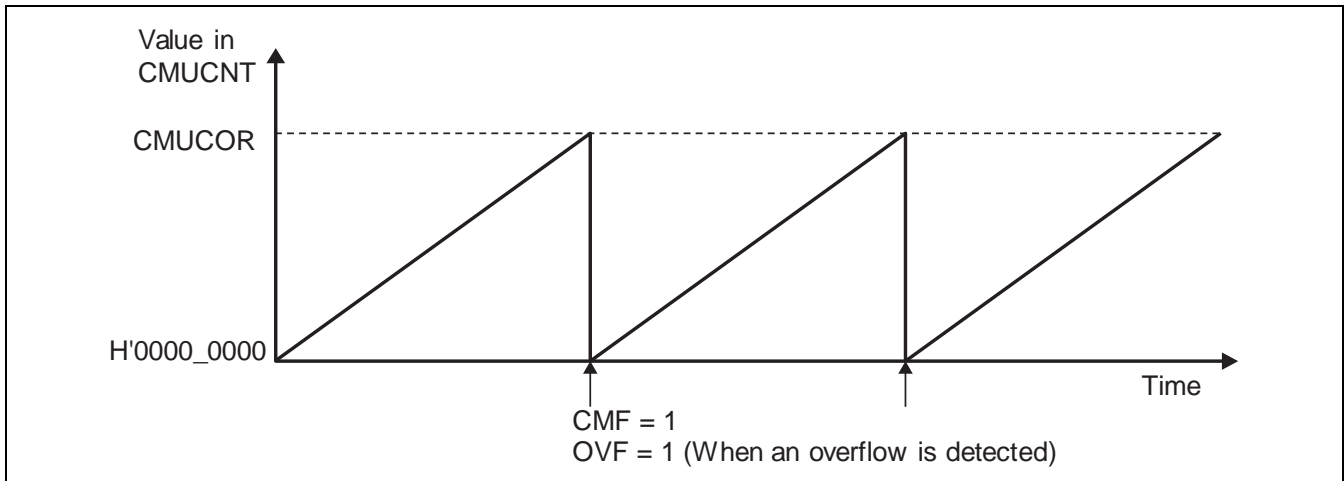 Value in
CMUCNT
CMUCOR
H'0000_0000
Time
CMF = 1
OVF = 1 (When an overflow is detected)